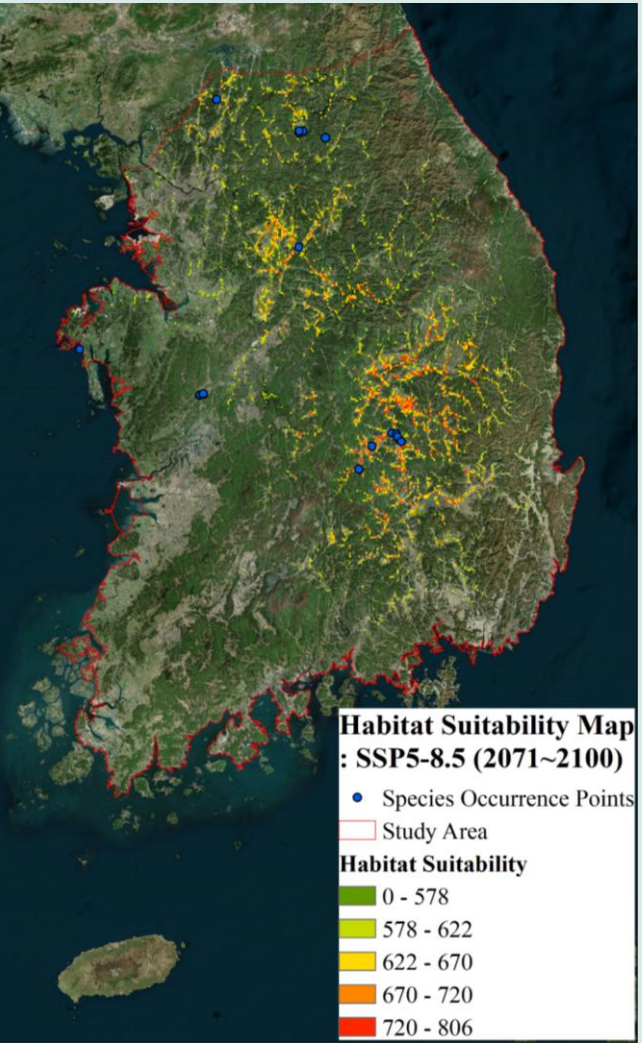 Habitat Suitability Map
: SSP5-8.5 (2071~2100)
Species Occurrence Points
Study Area
Habitat Suitability
0 - 578
578 - 622
622 - 670
670 - 720
720 - 806